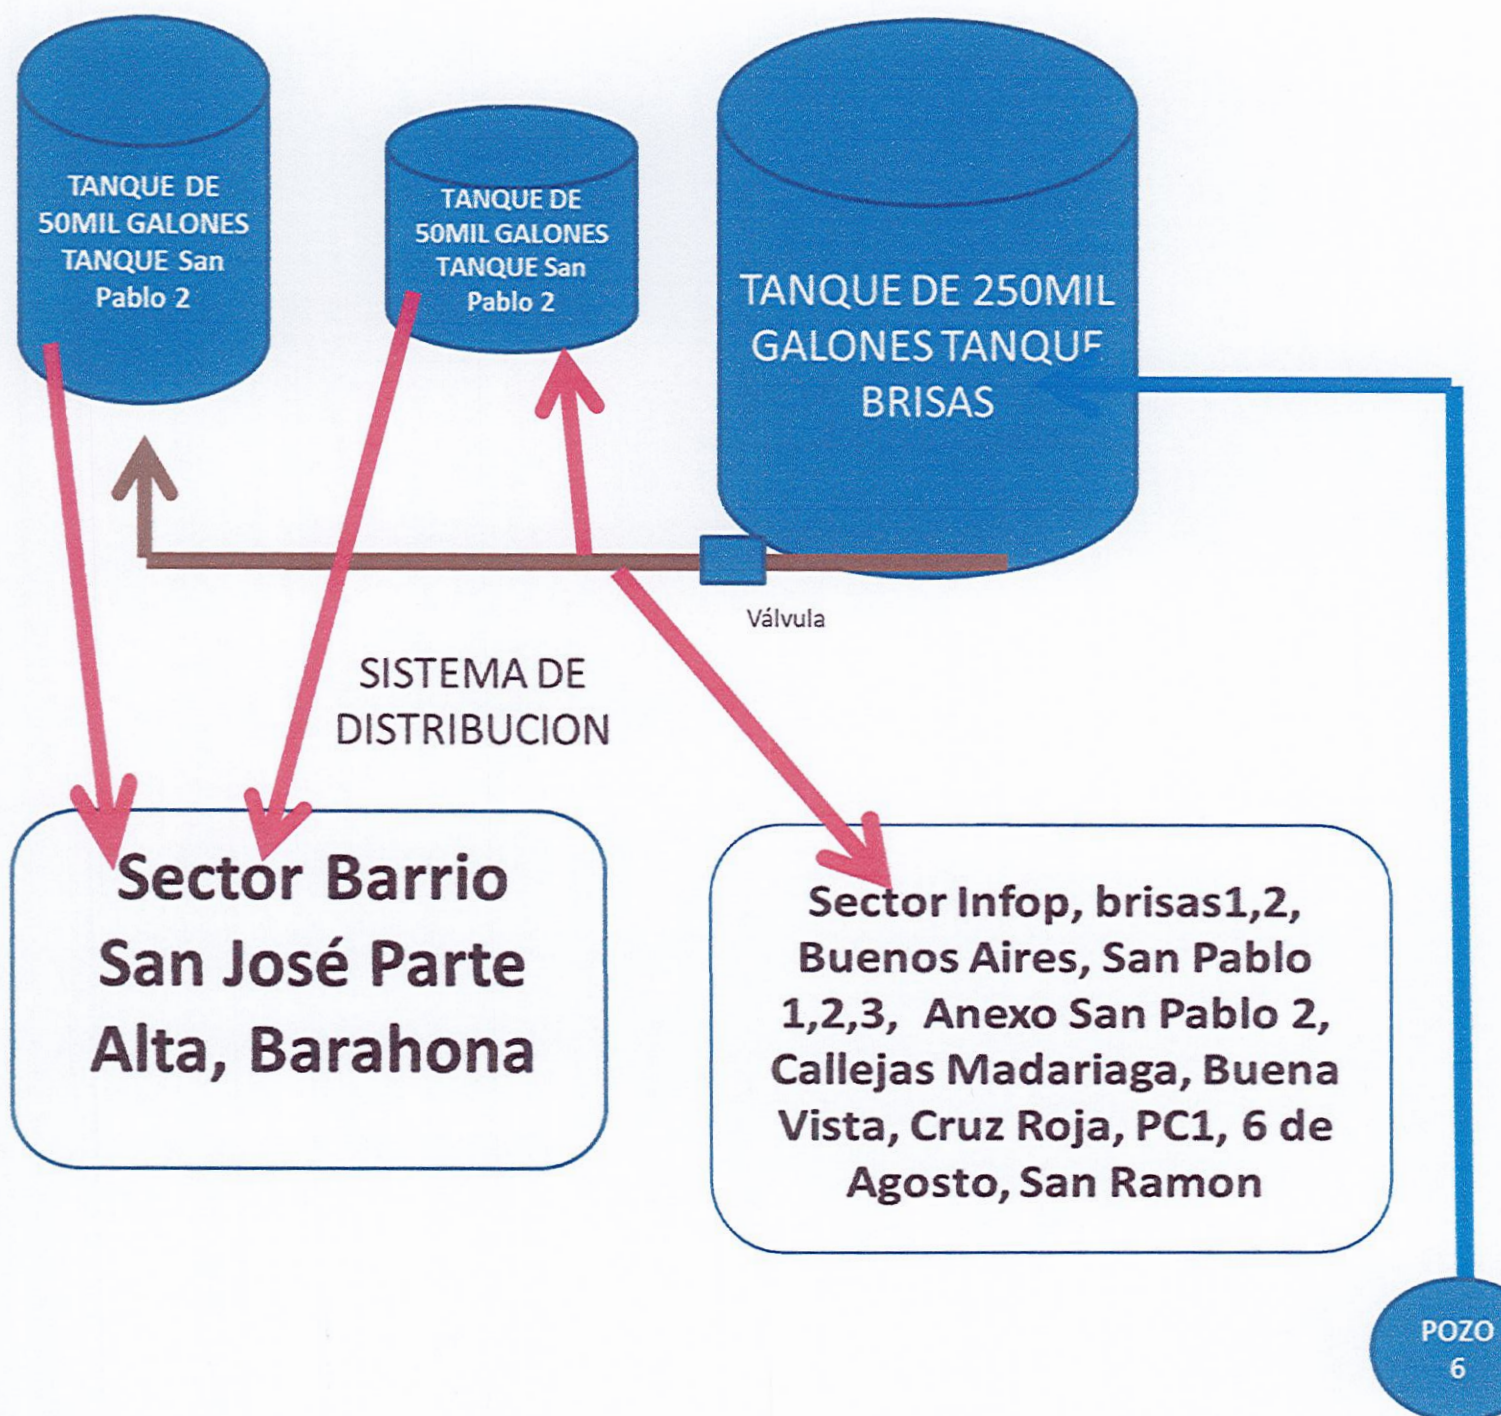 TANQUE DE
50MIL GALONES
TANQUE San
Pablo 2
TANQUE DE
50MIL GALONES
TANQUE San
Pablo 2
TANQUE DE 250MIL
GALONES TANQUE
BRISAS
Válvula
SISTEMA DE
DISTRIBUCION
Sector Barrio
San José Parte
Alta, Barahona
Sector Infop, brisas1,2,
Buenos Aires, San Pablo
1,2,3, Anexo San Pablo 2,
Callejas Madariaga, Buena
Vista, Cruz Roja, PC1, 6 de
Agosto, San Ramon
POZO
6